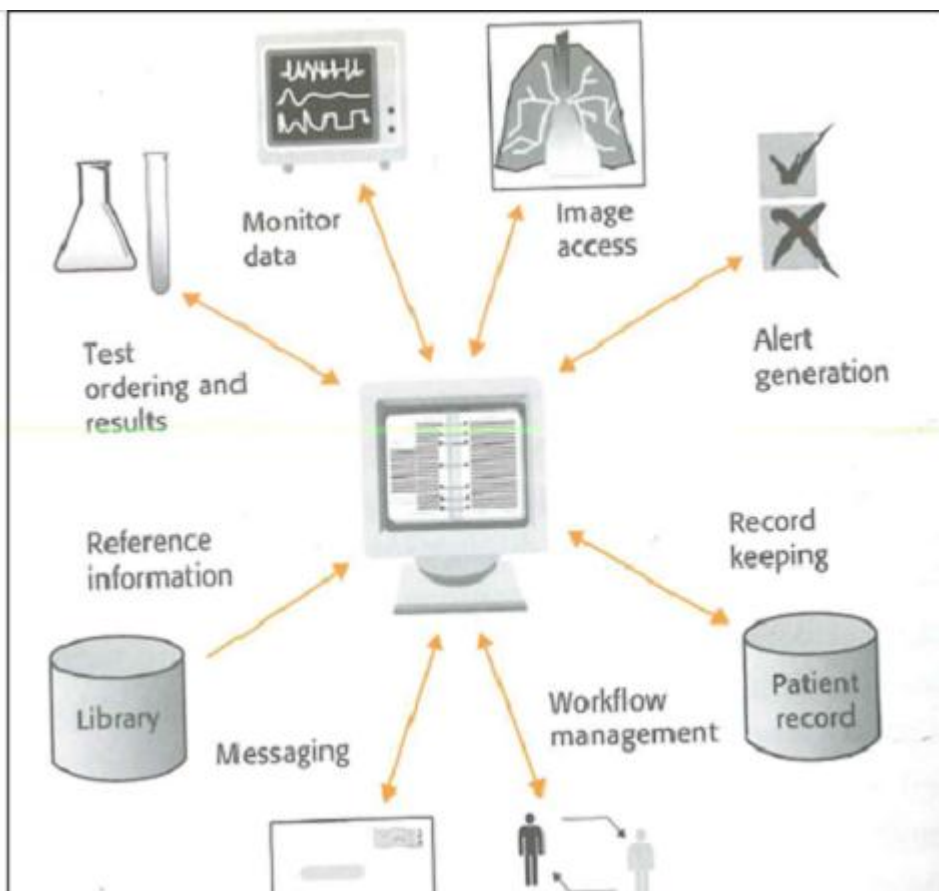 Monitor
data
Image
access
Test
ordering and
results
Alert
generation
Reference
information
Record
keeping
Library
Patient
record
Messaging
Workflow
management